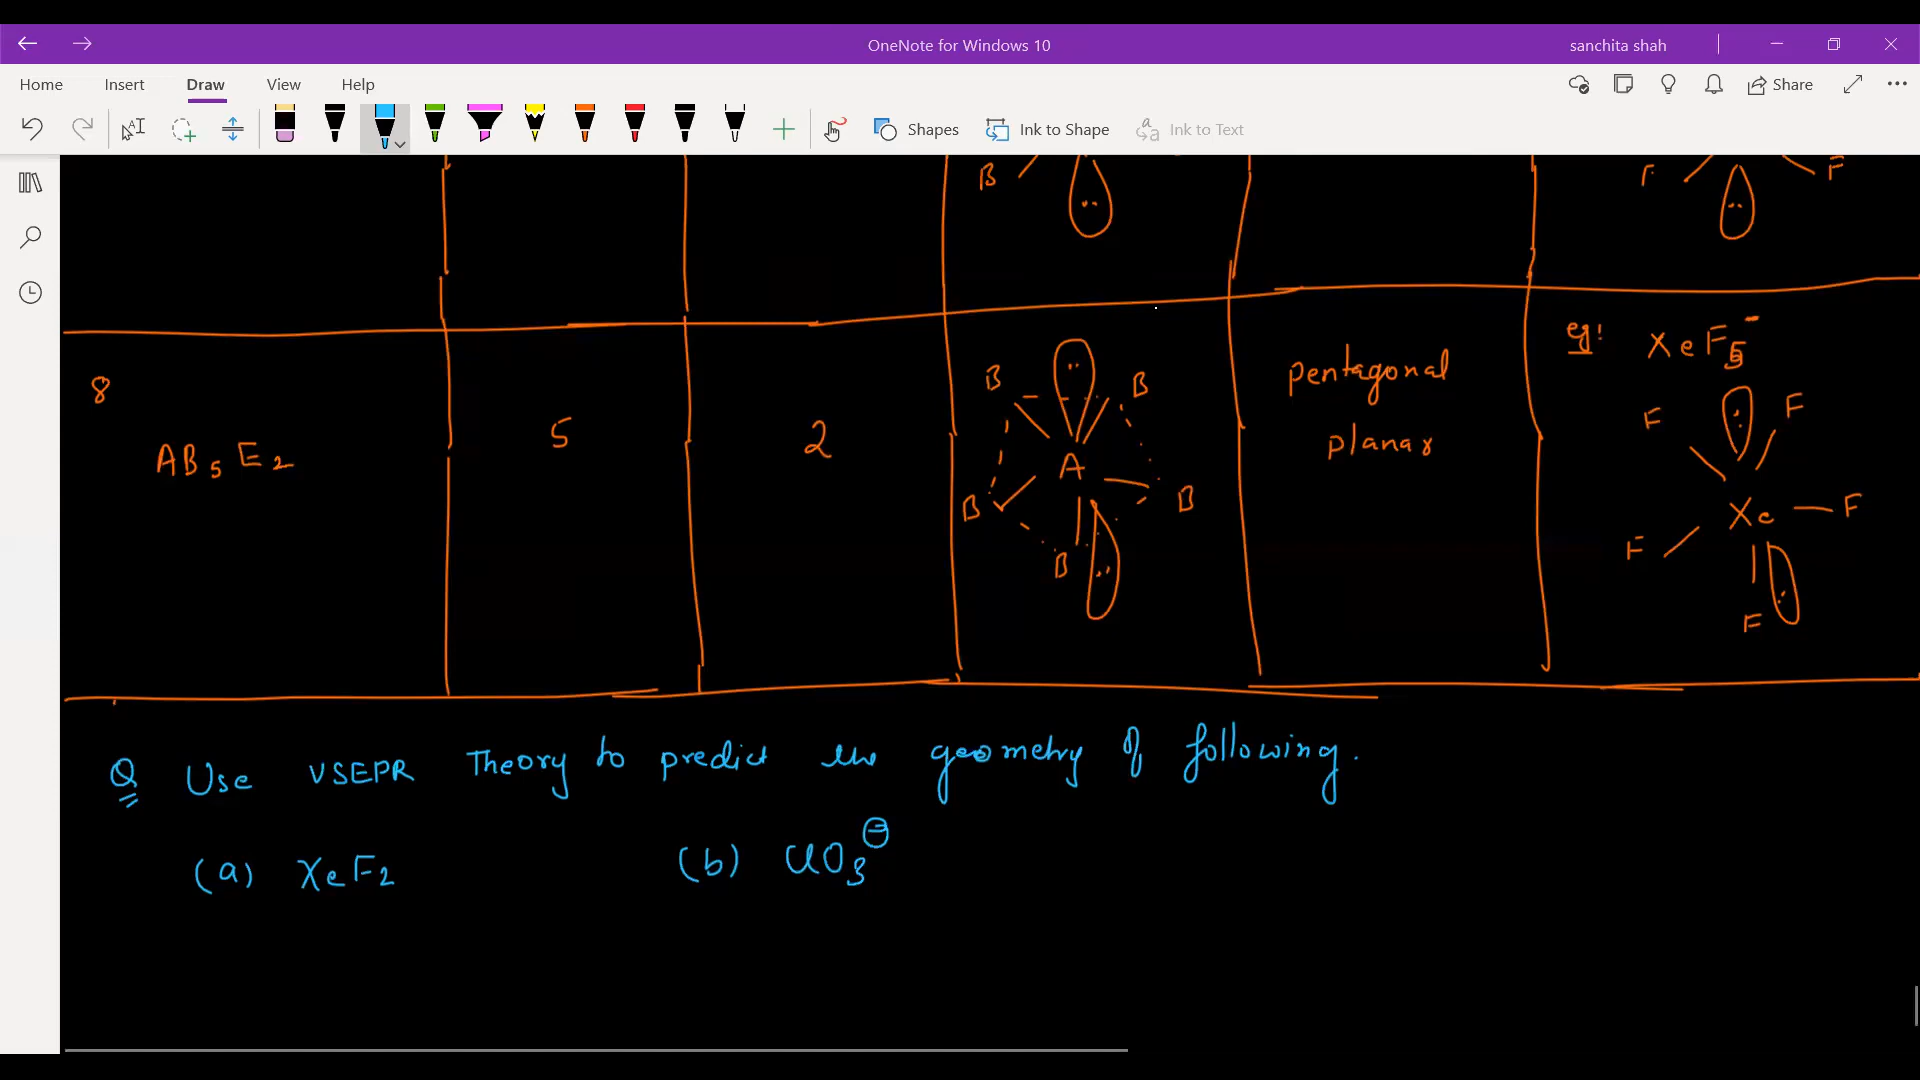 OneNote for Windows 10
sanchita shah
Home Insert Draw View Help
Share
Shapes
Ink to Shape
Ink to Text
B
F F
8
AB5E2
5
2
B B
A
B B
B
pentagonal
planar
eg: XeF5⁻
F F
Xe F
F
F
Q Use VSEPR Theory to predict the geometry of following.
(a) XeF2 (b) ClO3⊖